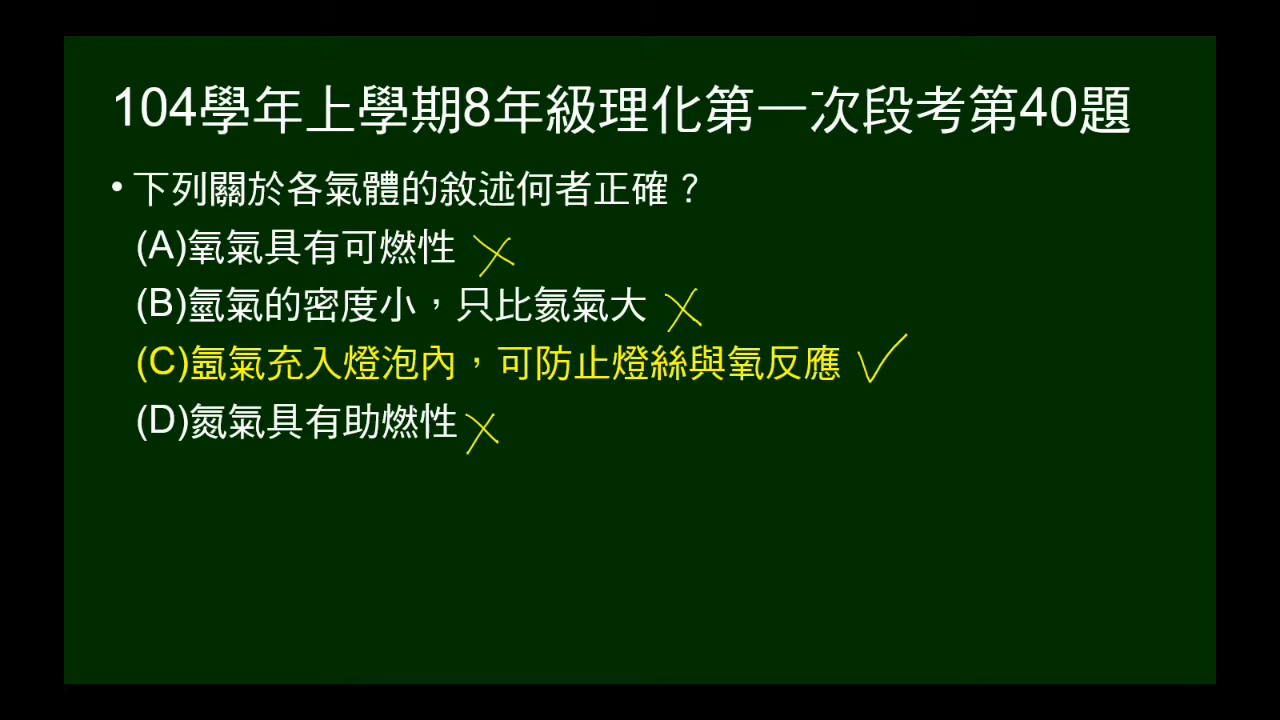 104學年上學期8年級理化第一次段考第40題
• 下列關於各氣體的敘述何者正確？
(A)氧氣具有可燃性
(B)氫氣的密度小，只比氦氣大
(C)氬氣充入燈泡內，可防止燈絲與氧反應
(D)氮氣具有助燃性